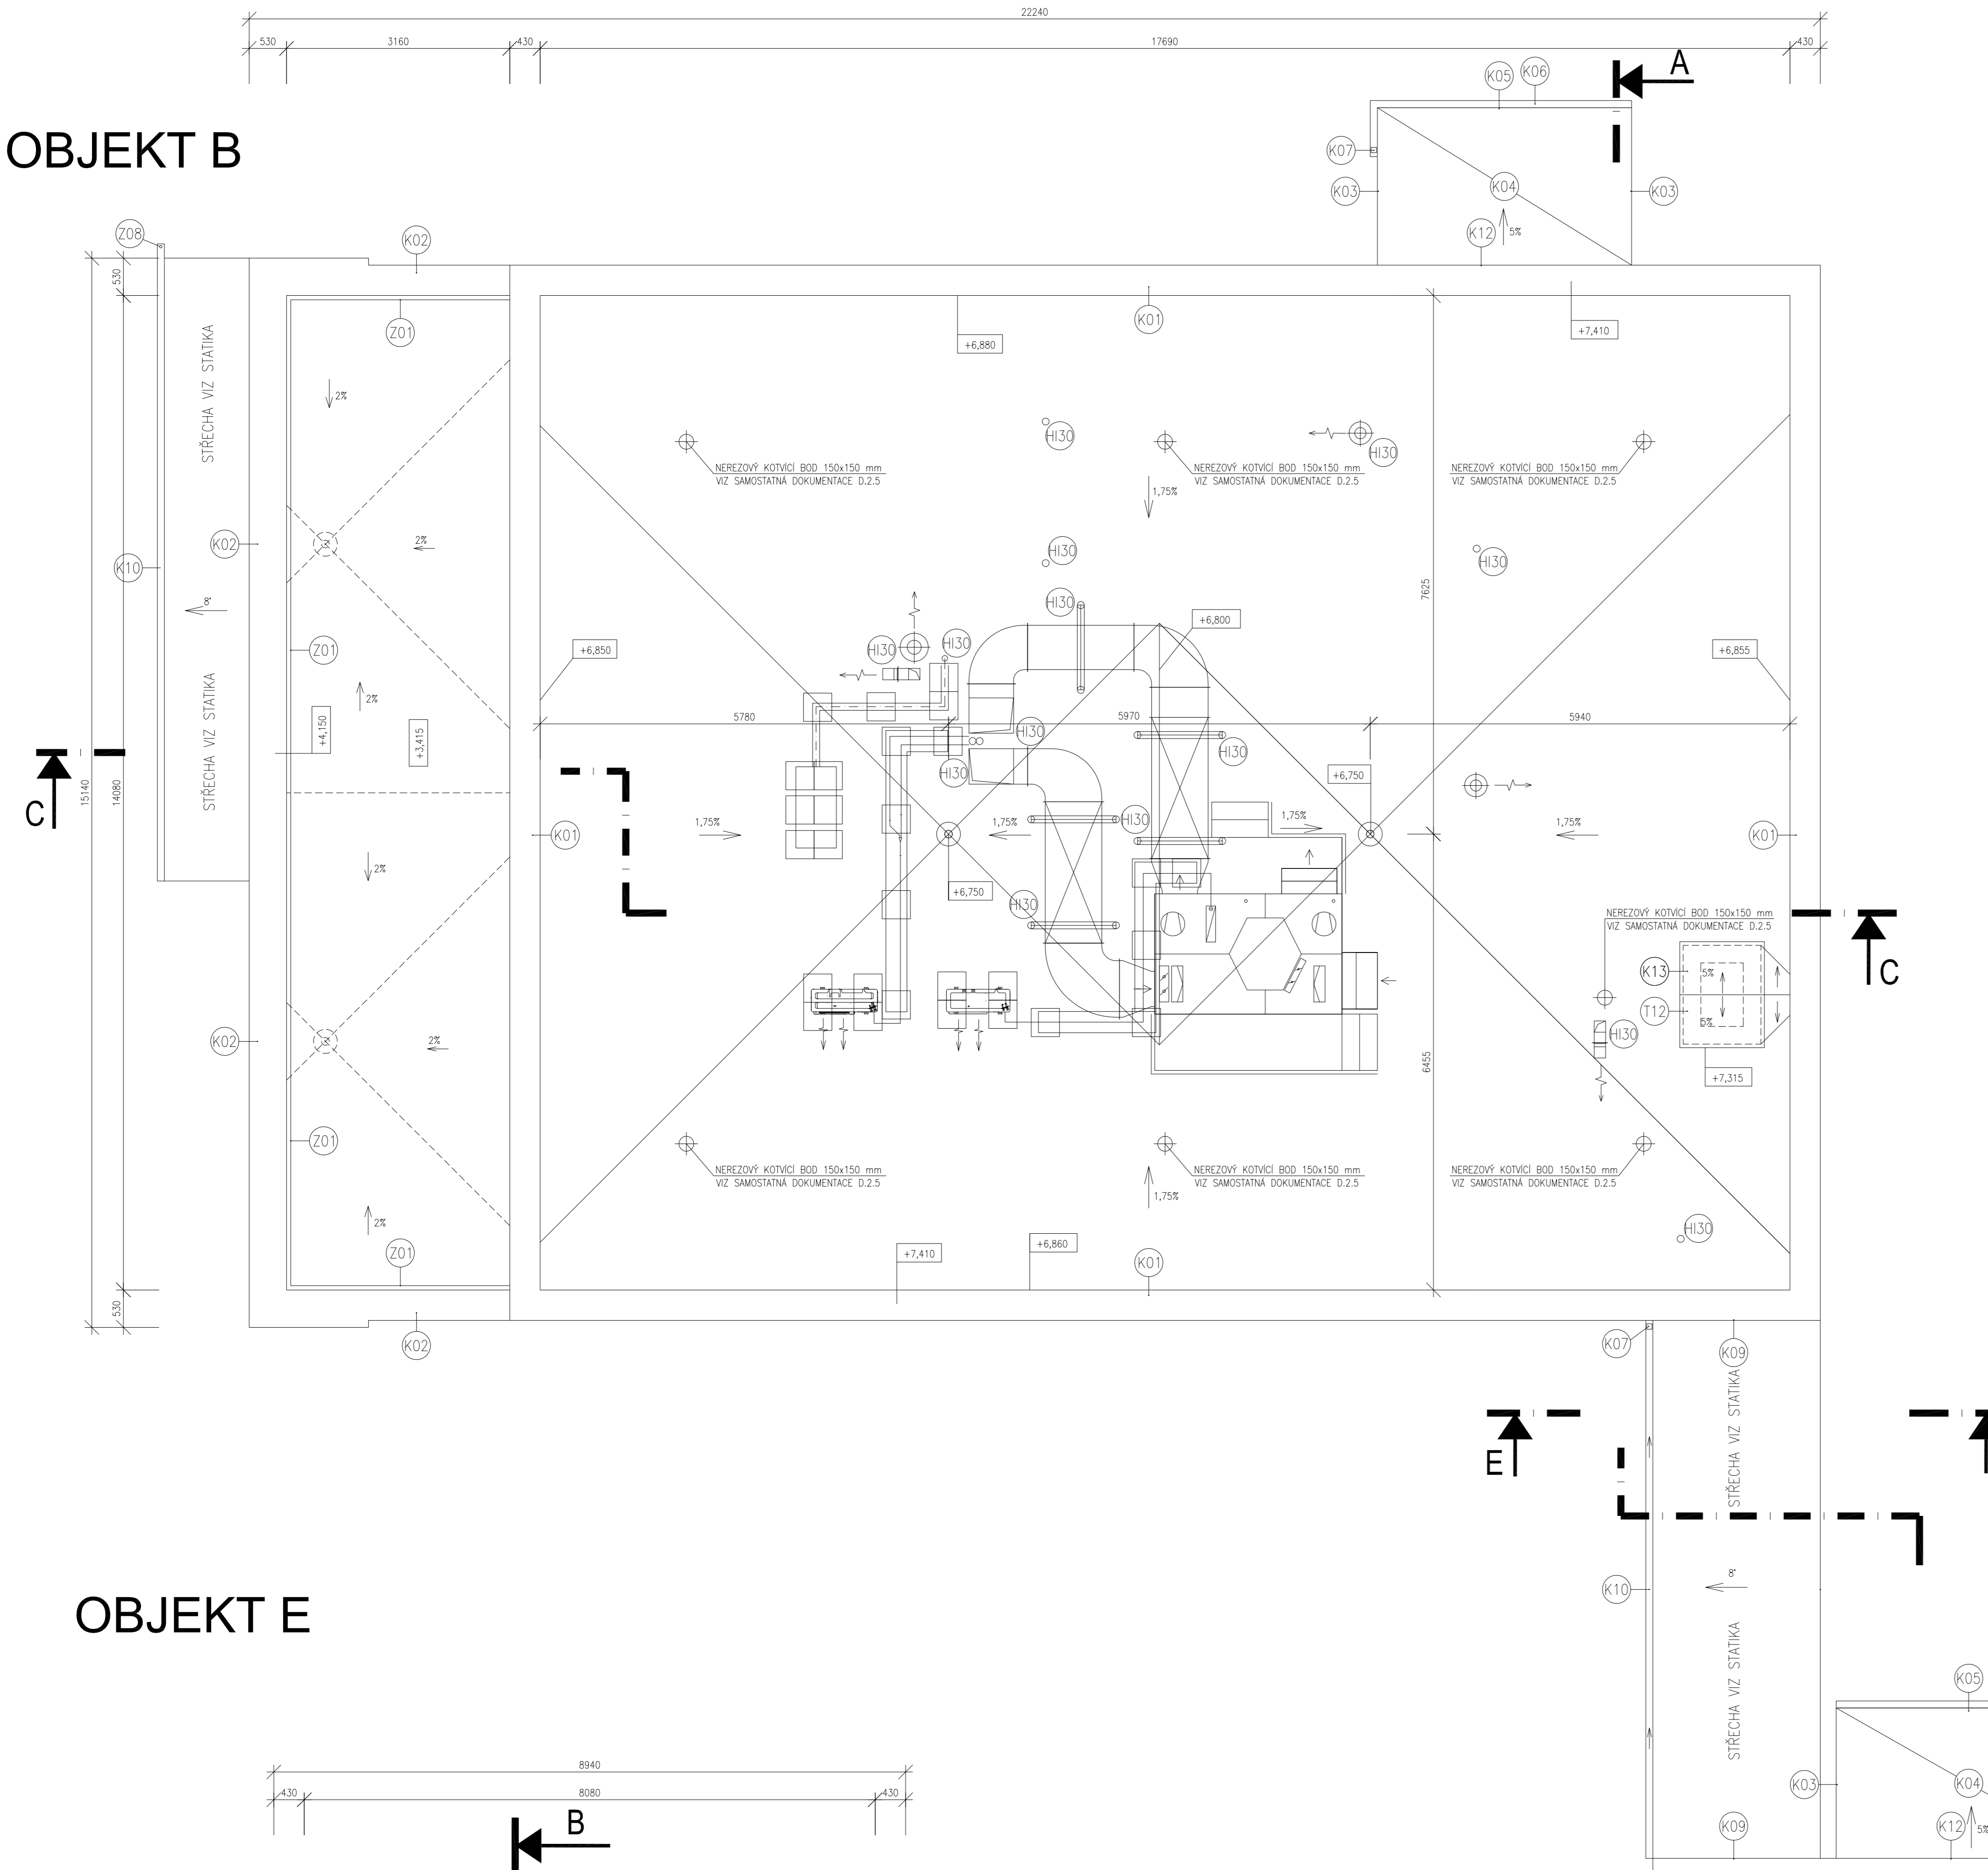 22240
530
3160
430
17690
430
A
K05
K06
OBJEKT B
K07
K03
K04
K03
K12
5%
Z08
K02
530
Z01
K01
+6,880
+7,410
STŘECHA VIZ STATIKA
2%
HI30
HI30
NEREZOVÝ KOTVÍCÍ BOD 150x150 mm
VIZ SAMOSTATNÁ DOKUMENTACE D.2.5
NEREZOVÝ KOTVÍCÍ BOD 150x150 mm
VIZ SAMOSTATNÁ DOKUMENTACE D.2.5
NEREZOVÝ KOTVÍCÍ BOD 150x150 mm
VIZ SAMOSTATNÁ DOKUMENTACE D.2.5
1,75%
K02
2%
K10
HI30
HI30
7625
8°
HI30
+6,800
Z01
+6,850
HI30
HI30
+6,855
STŘECHA VIZ STATIKA
2%
+4,150
+3,415
5780
5970
5940
HI30
HI30
HI30
+6,750
C
15140
14080
K01
1,75%
1,75%
HI30
1,75%
1,75%
K01
2%
+6,750
HI30
NEREZOVÝ KOTVÍCÍ BOD 150x150 mm
VIZ SAMOSTATNÁ DOKUMENTACE D.2.5
K13
5%
C
T12
5%
K02
2%
HI30
6455
+7,315
Z01
NEREZOVÝ KOTVÍCÍ BOD 150x150 mm
VIZ SAMOSTATNÁ DOKUMENTACE D.2.5
NEREZOVÝ KOTVÍCÍ BOD 150x150 mm
VIZ SAMOSTATNÁ DOKUMENTACE D.2.5
NEREZOVÝ KOTVÍCÍ BOD 150x150 mm
VIZ SAMOSTATNÁ DOKUMENTACE D.2.5
1,75%
2%
HI30
Z01
+7,410
+6,860
K01
530
K02
K07
K09
STŘECHA VIZ STATIKA
E
8°
K10
OBJEKT E
STŘECHA VIZ STATIKA
K05
8940
K03
K04
430
8080
430
B
K09
K12
5%